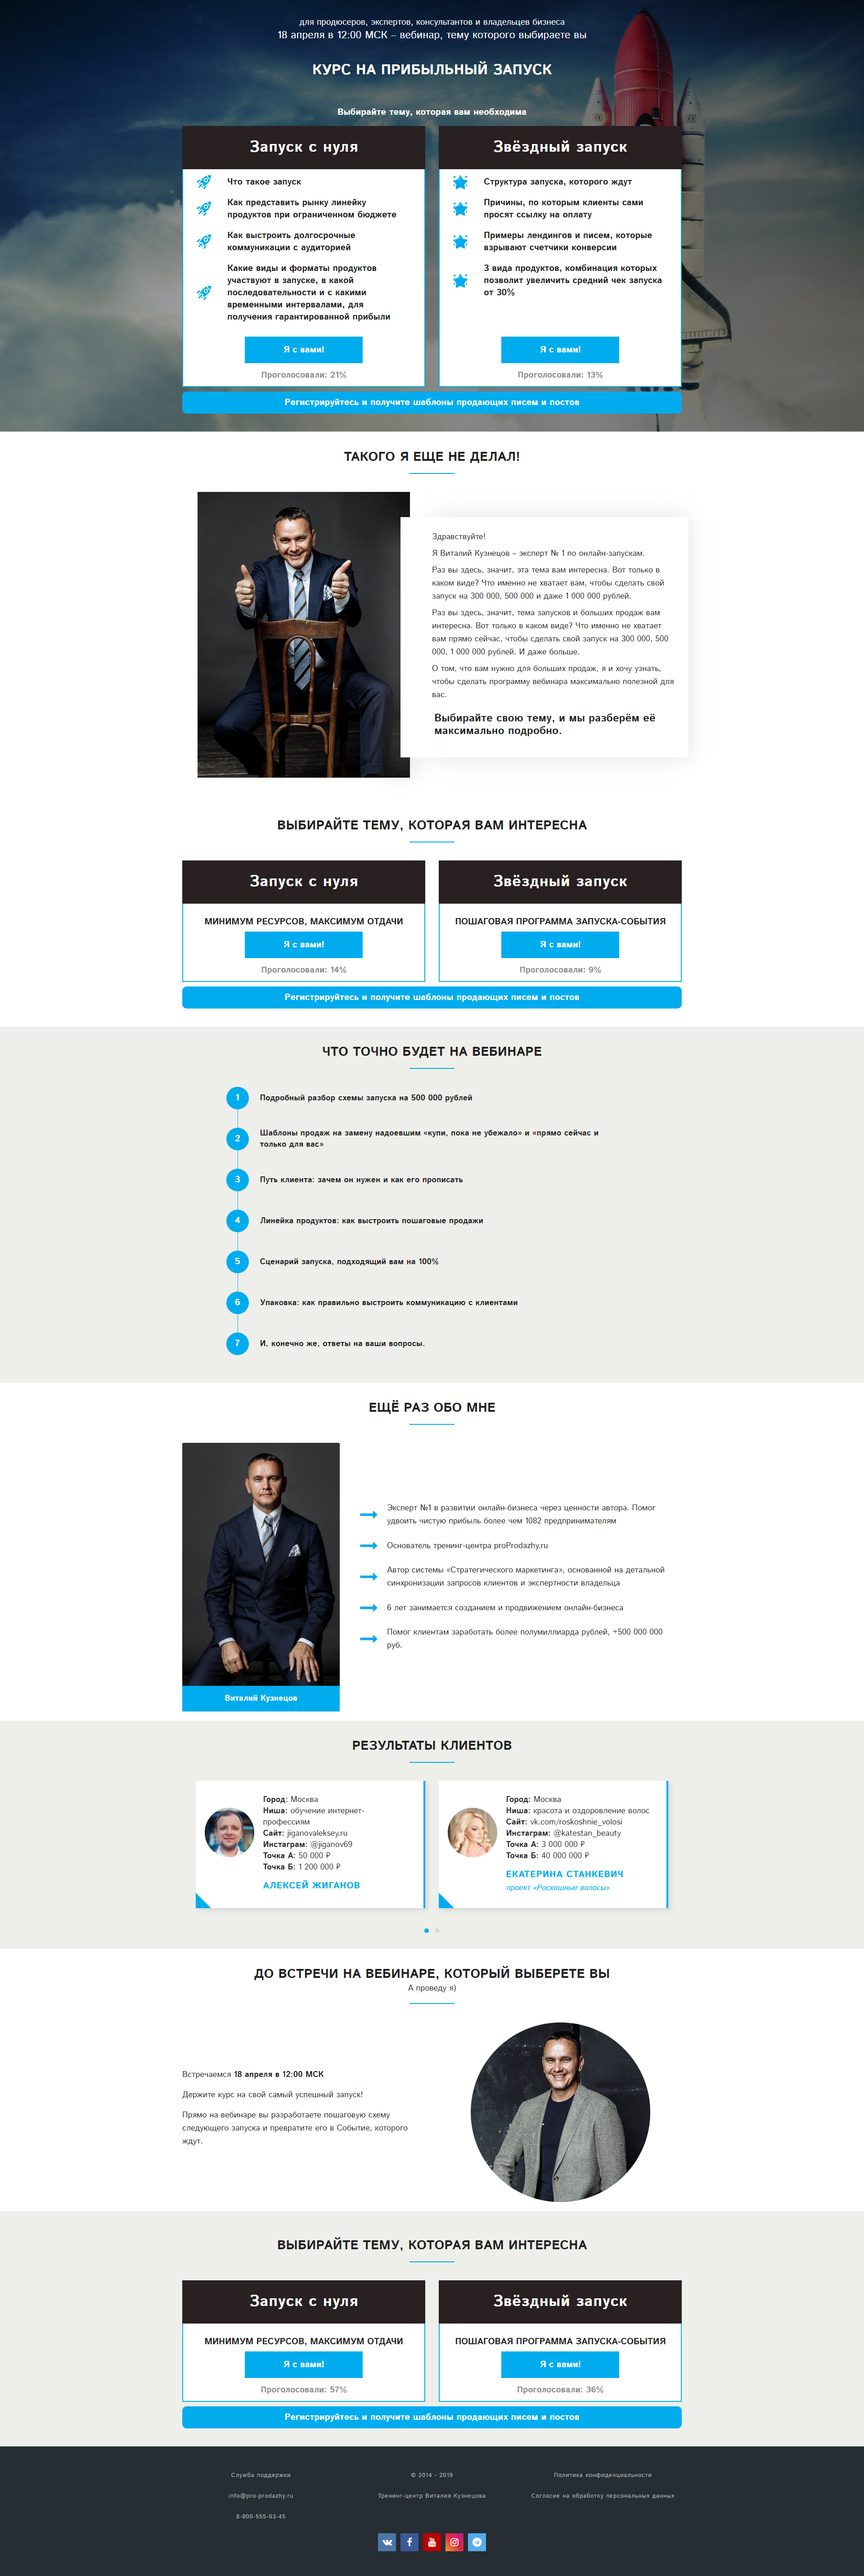 для продюсеров, экспертов, консультантов и владельцев бизнеса
18 апреля в 12:00 МСК – вебинар, тему которого выбираете вы
КУРС НА ПРИБЫЛЬНЫЙ ЗАПУСК
Выбирайте тему, которая вам необходима
Запуск с нуля
Что такое запуск
Как представить рынку линейку
продуктов при ограниченном бюджете
Как выстроить долгосрочные
коммуникации с аудиторией
Какие виды и форматы продуктов
участвуют в запуске, в какой
последовательности и с какими
временными интервалами, для
получения гарантированной прибыли
Я с вами!
Проголосовали: 21%
Звёздный запуск
Структура запуска, которого ждут
Причины, по которым клиенты сами
просят ссылку на оплату
Примеры лендингов и писем, которые
взрывают счетчики конверсии
3 вида продуктов, комбинация которых
позволит увеличить средний чек запуска
от 30%
Я с вами!
Проголосовали: 13%
Регистрируйтесь и получите шаблоны продающих писем и постов
ТАКОГО Я ЕЩЕ НЕ ДЕЛАЛ!
Здравствуйте!
Я Виталий Кузнецов – эксперт № 1 по онлайн-запускам.
Раз вы здесь, значит, эта тема вам интересна. Вот только в
каком виде? Что именно не хватает вам, чтобы сделать свой
запуск на 300 000, 500 000 и даже 1 000 000 рублей.
Раз вы здесь, значит, тема запусков и больших продаж вам
интересна. Вот только в каком виде? Что именно не хватает
вам прямо сейчас, чтобы сделать свой запуск на 300 000, 500
000, 1 000 000 рублей. И даже больше.
О том, что вам нужно для больших продаж, я и хочу узнать,
чтобы сделать программу вебинара максимально полезной для
вас.
Выбирайте свою тему, и мы разберём её
максимально подробно.
ВЫБИРАЙТЕ ТЕМУ, КОТОРАЯ ВАМ ИНТЕРЕСНА
Запуск с нуля
МИНИМУМ РЕСУРСОВ, МАКСИМУМ ОТДАЧИ
Я с вами!
Проголосовали: 14%
Звёздный запуск
ПОШАГОВАЯ ПРОГРАММА ЗАПУСКА-СОБЫТИЯ
Я с вами!
Проголосовали: 9%
Регистрируйтесь и получите шаблоны продающих писем и постов
ЧТО ТОЧНО БУДЕТ НА ВЕБИНАРЕ
1 Подробный разбор схемы запуска на 500 000 рублей
2 Шаблоны продаж на замену надоевшим «купи, пока не убежало» и «прямо сейчас и
только для вас»
3 Путь клиента: зачем он нужен и как его прописать
4 Линейка продуктов: как выстроить пошаговые продажи
5 Сценарий запуска, подходящий вам на 100%
6 Упаковка: как правильно выстроить коммуникацию с клиентами
7 И, конечно же, ответы на ваши вопросы.
ЕЩЁ РАЗ ОБО МНЕ
Эксперт №1 в развитии онлайн-бизнеса через ценности автора. Помог
удвоить чистую прибыль более чем 1082 предпринимателям
Основатель тренинг-центра proProdazhy.ru
Автор системы «Стратегического маркетинга», основанной на детальной
синхронизации запросов клиентов и экспертности владельца
6 лет занимается созданием и продвижением онлайн-бизнеса
Помог клиентам заработать более полумиллиарда рублей, +500 000 000
руб.
Виталий Кузнецов
РЕЗУЛЬТАТЫ КЛИЕНТОВ
Город: Москва
Ниша: обучение интернет-
профессиям
Сайт: jiganovaleksey.ru
Инстаграм: @jiganov69
Точка А: 50 000 ₽
Точка Б: 1 200 000 ₽
АЛЕКСЕЙ ЖИГАНОВ
Город: Москва
Ниша: красота и оздоровление волос
Сайт: vk.com/roskoshnie_volosi
Инстаграм: @katestan_beauty
Точка А: 3 000 000 ₽
Точка Б: 40 000 000 ₽
ЕКАТЕРИНА СТАНКЕВИЧ
проект «Роскошные волосы»
ДО ВСТРЕЧИ НА ВЕБИНАРЕ, КОТОРЫЙ ВЫБЕРЕТЕ ВЫ
А проведу я)
Встречаемся 18 апреля в 12:00 МСК
Держите курс на свой самый успешный запуск!
Прямо на вебинаре вы разработаете пошаговую схему
следующего запуска и превратите его в Событие, которого
ждут.
ВЫБИРАЙТЕ ТЕМУ, КОТОРАЯ ВАМ ИНТЕРЕСНА
Запуск с нуля
МИНИМУМ РЕСУРСОВ, МАКСИМУМ ОТДАЧИ
Я с вами!
Проголосовали: 57%
Звёздный запуск
ПОШАГОВАЯ ПРОГРАММА ЗАПУСКА-СОБЫТИЯ
Я с вами!
Проголосовали: 36%
Регистрируйтесь и получите шаблоны продающих писем и постов
Служба поддержки
info@pro-prodazhy.ru
8-800-555-03-45
© 2014 - 2019
Тренинг-центр Виталия Кузнецова
Политика конфиденциальности
Согласие на обработку персональных данных